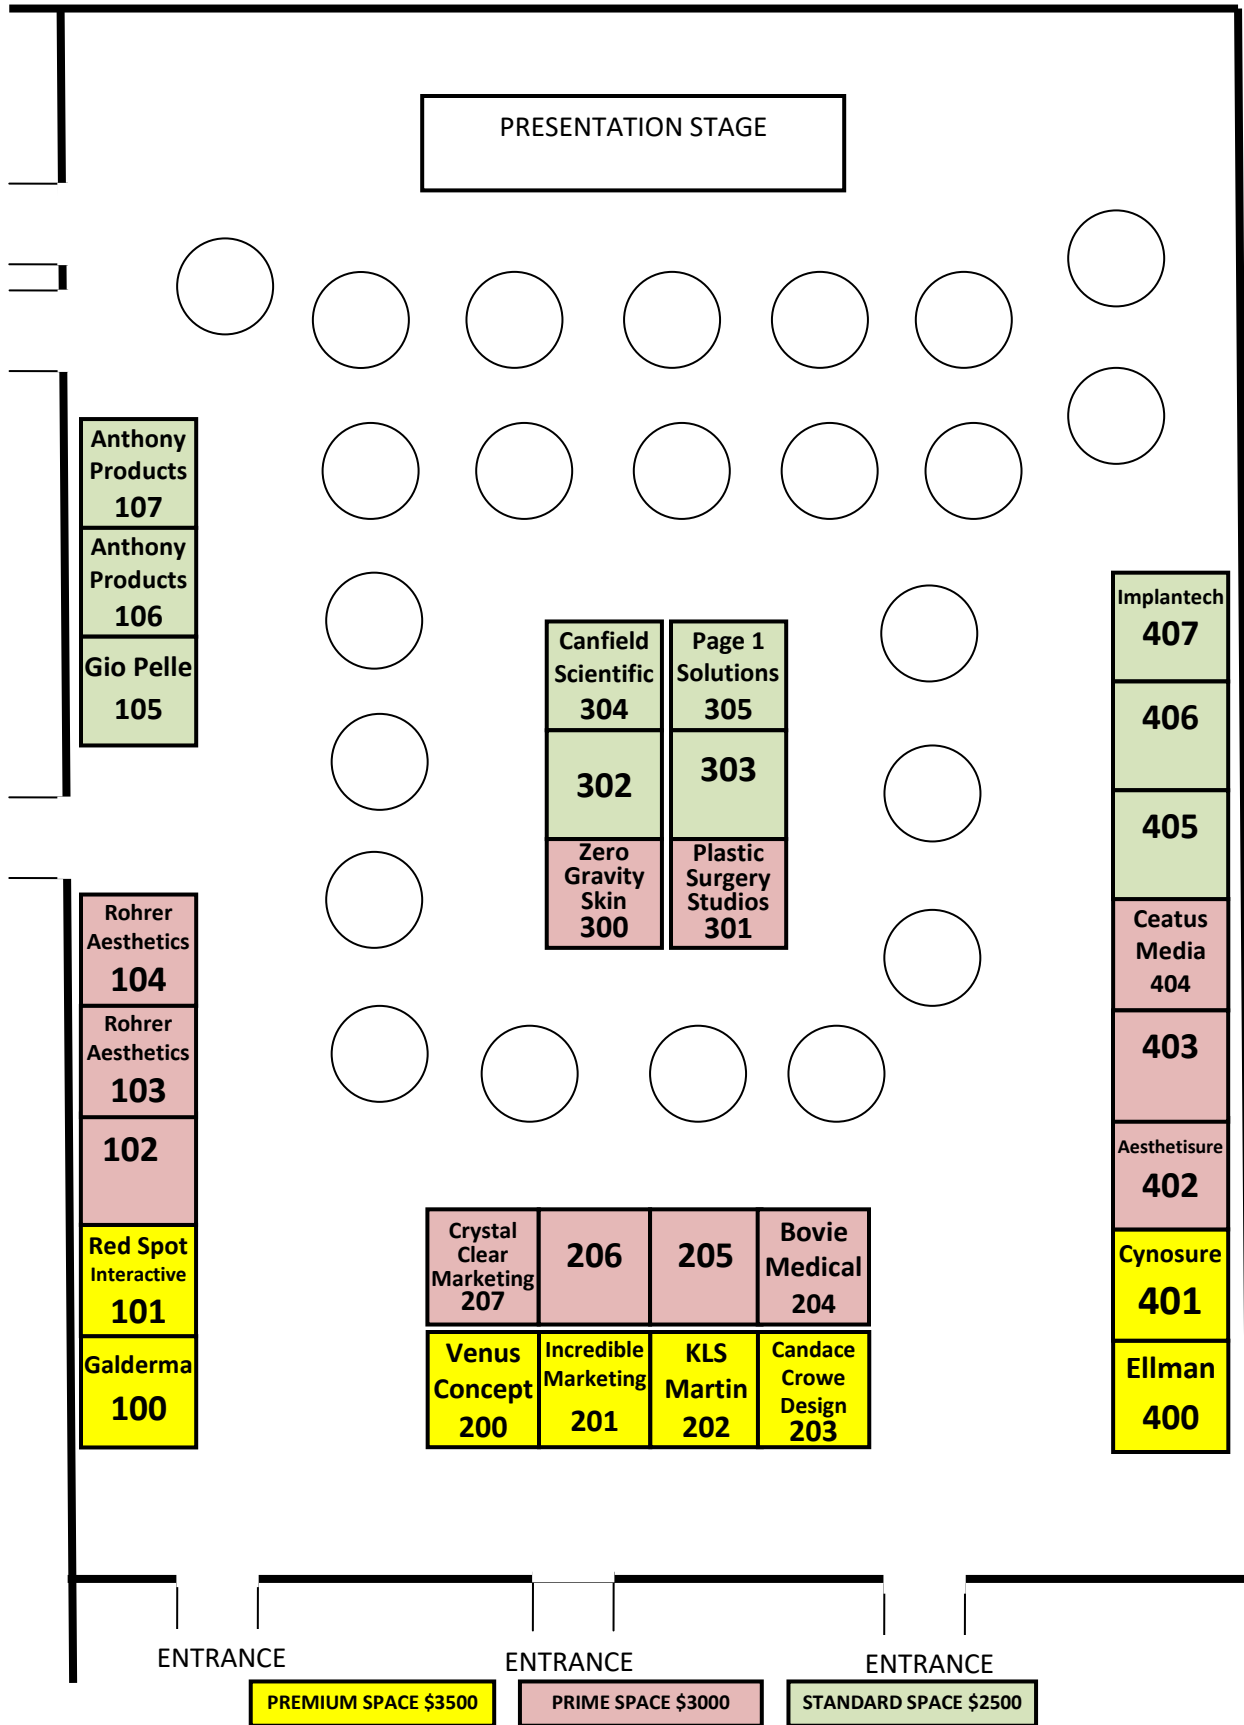 PRESENTATION STAGE
Anthony
Products
107
Anthony
Products
106
Gio Pelle
105
Rohrer
Aesthetics
104
Rohrer
Aesthetics
103
102
Red Spot
Interactive
101
Galderma
100
Canfield
Scientific
304
Page 1
Solutions
305
302
303
Zero
Gravity
Skin
300
Plastic
Surgery
Studios
301
Crystal
Clear
Marketing
207
206
205
Bovie
Medical
204
Venus
Concept
200
Incredible
Marketing
201
KLS
Martin
202
Candace
Crowe
Design
203
Implantech
407
406
405
Ceatus
Media
404
403
Aesthetisure
402
Cynosure
401
Ellman
400
ENTRANCE
ENTRANCE
ENTRANCE
PREMIUM SPACE $3500
PRIME SPACE $3000
STANDARD SPACE $2500